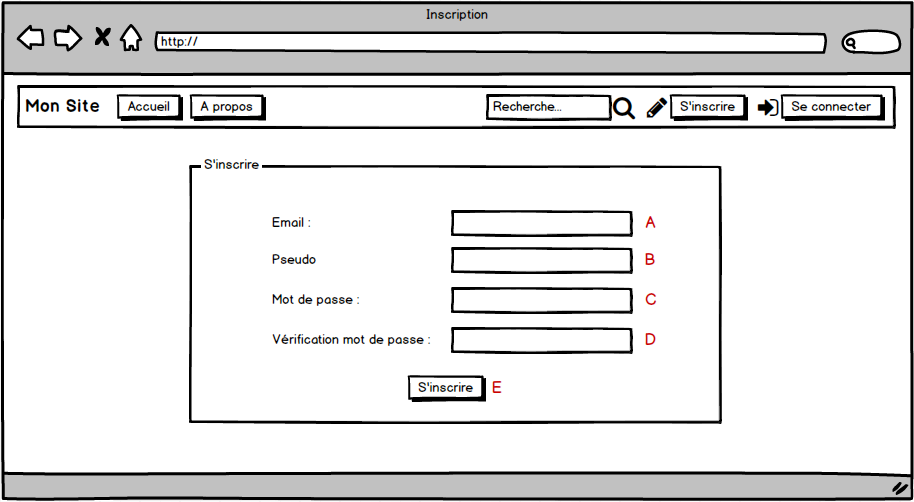 Inscription
http://
Mon Site Accueil A propos Recherche... S'inscrire Se connecter
S'inscrire
Email : A
Pseudo B
Mot de passe : C
Vérification mot de passe : D
S'inscrire E